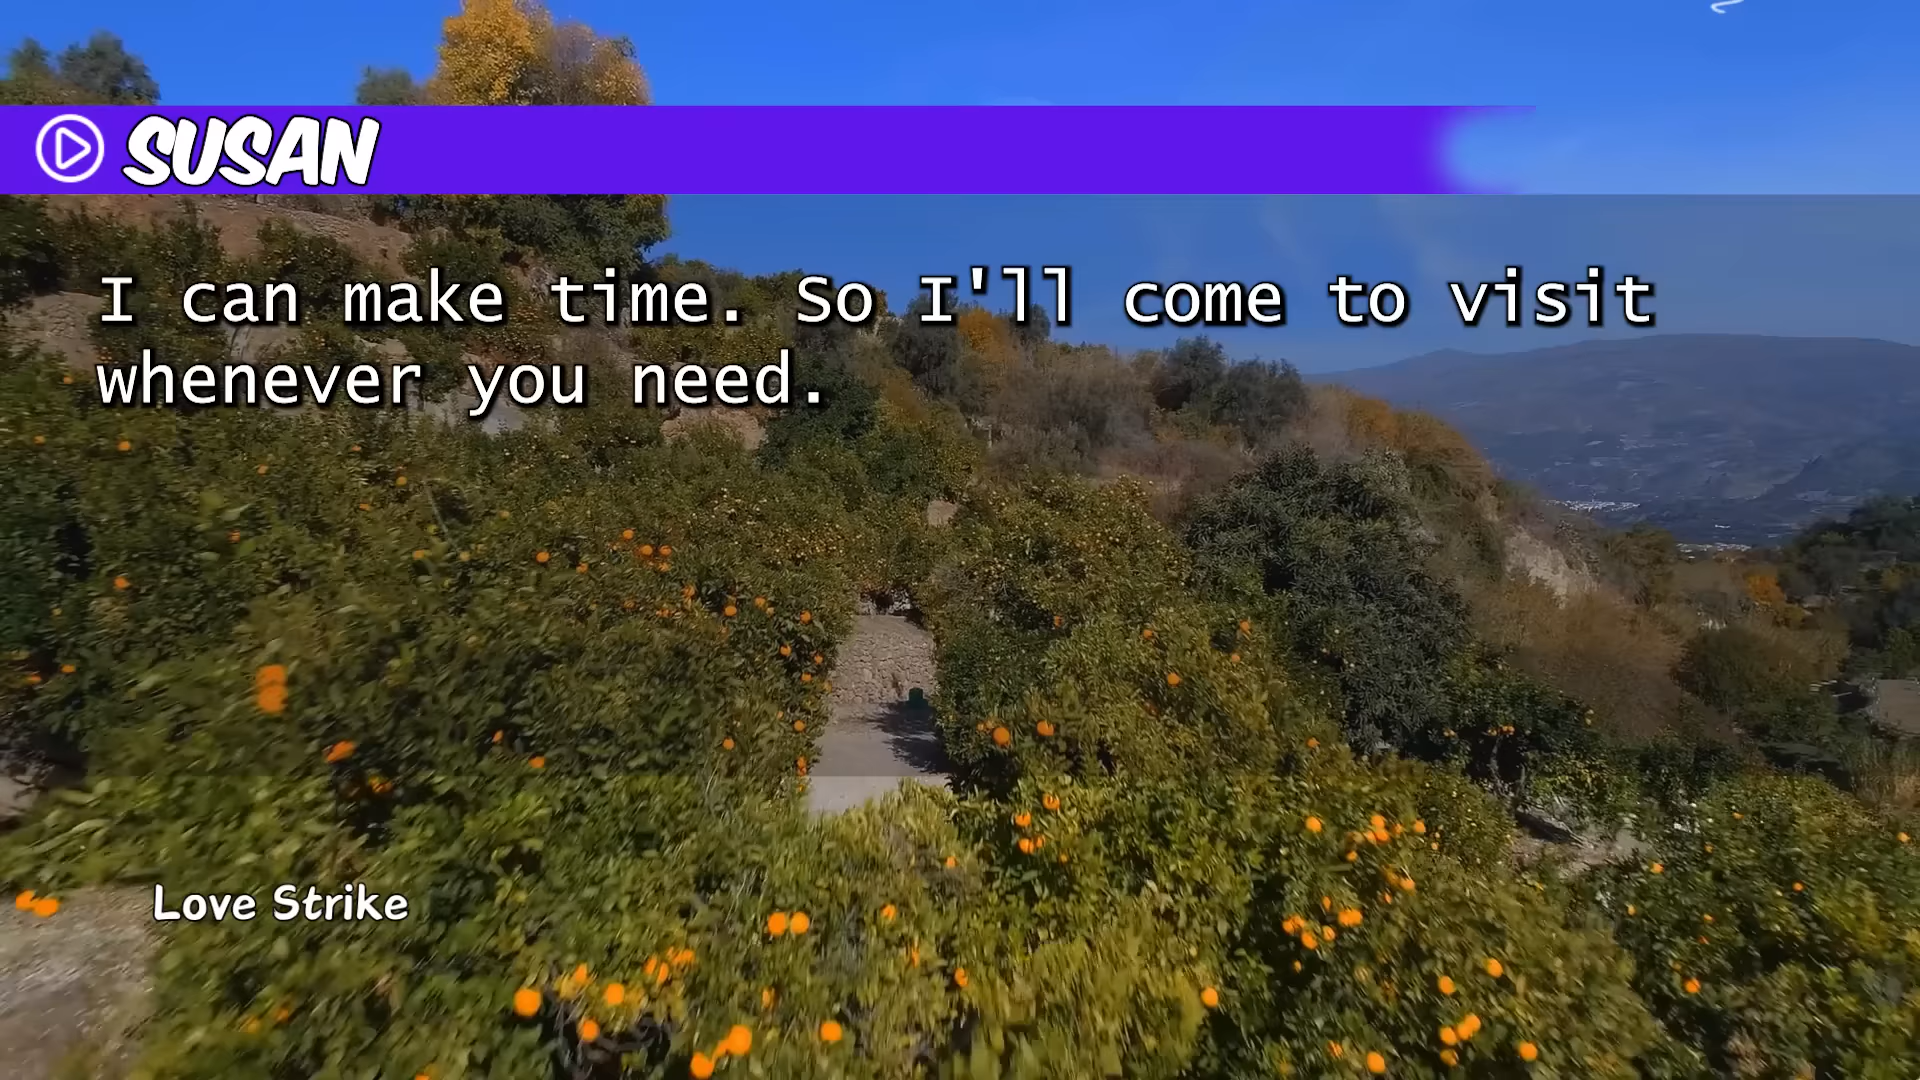 SUSAN
I can make time. So I'll come to visit
whenever you need.
Love Strike